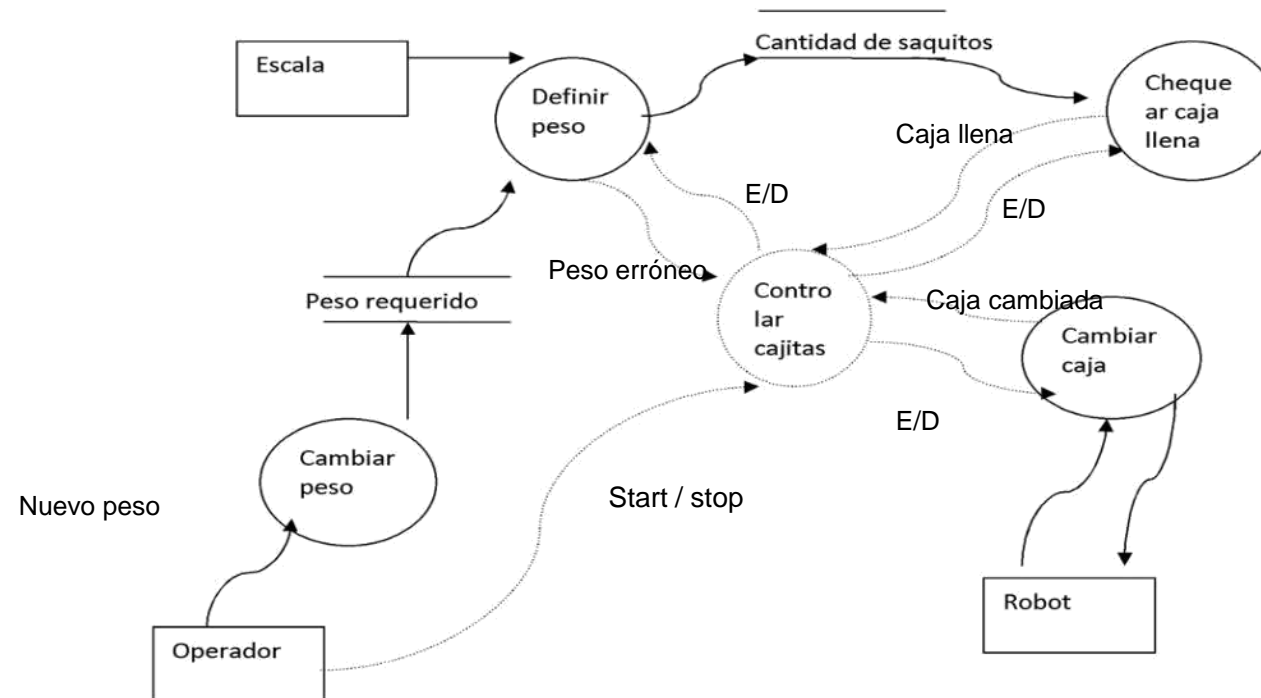 Cantidad de saquitos
Escala
Definir
peso
Cheque
ar caja
llena
Caja llena
E/D
E/D
Peso erróneo
Peso requerido
Contro
lar
cajitas
Caja cambiada
Cambiar
caja
E/D
Cambiar
peso
Nuevo peso
Start / stop
Robot
Operador